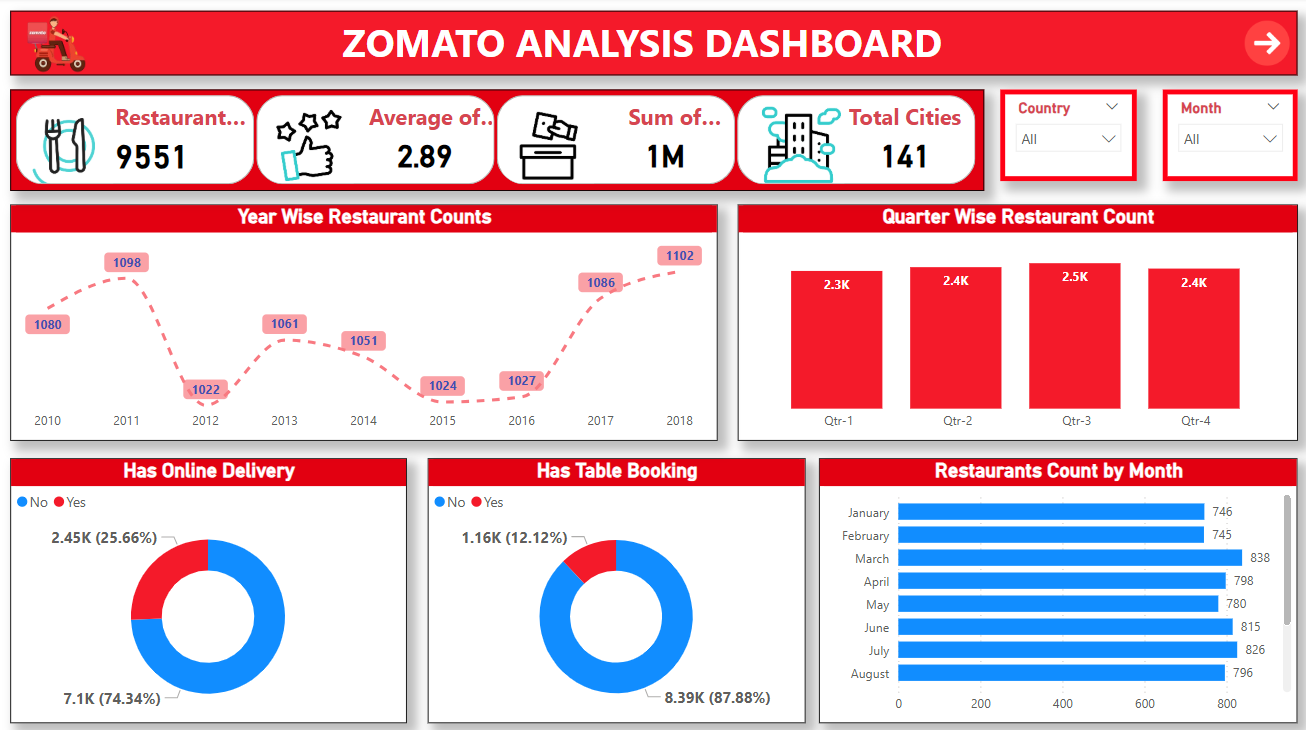 ZOMATO ANALYSIS DASHBOARD
Restaurant...
9551
Average of...
2.89
Sum of...
1M
Total Cities
141
Country
All
Month
All
Year Wise Restaurant Counts
1080
1098
1022
1061
1051
1024
1027
1086
1102
2010 2011 2012 2013 2014 2015 2016 2017 2018
Quarter Wise Restaurant Count
2.3K 2.4K 2.5K 2.4K
Qtr-1 Qtr-2 Qtr-3 Qtr-4
Has Online Delivery
No Yes
2.45K (25.66%)
7.1K (74.34%)
Has Table Booking
No Yes
1.16K (12.12%)
8.39K (87.88%)
Restaurants Count by Month
January 746
February 745
March 838
April 798
May 780
June 815
July 826
August 796
0 200 400 600 800